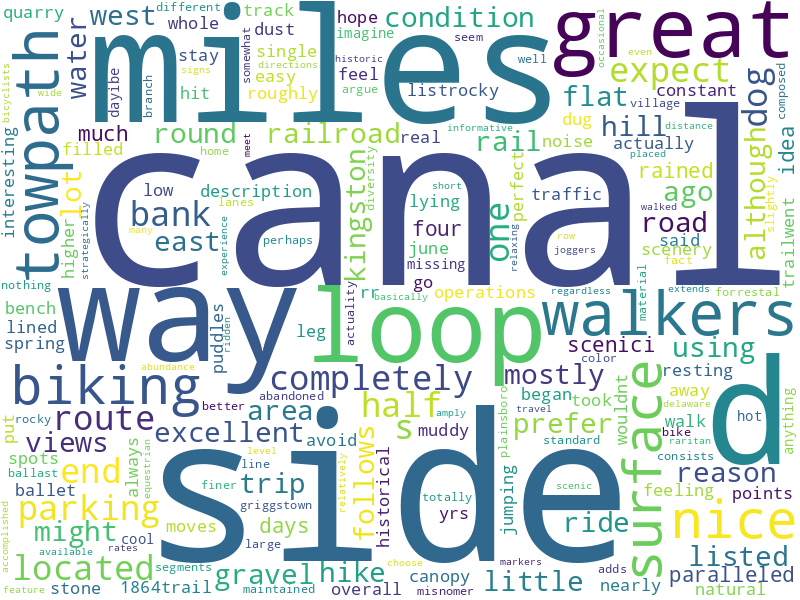 miles
great
canal
way
side
loop
d
walkers
towpath
biking
nice
surface
west
condition
expect
water
dog
flat
hill
lot
round
railroad
rail
bank
east
kingston
one
although
ago
road
idea
quarry
different
whole
track
dust
hope
imagine
stay
single
easy
feel
somewhat
signs
directions
historic
argue
seem
well
even
occasional
constant
village
composed
bicyclists
wide
dayibe
branch
hit
roughly
listrocky
dug
actually
distance
interesting
much
filled
real
informative
noise
rained
placed
slightly
home
meet
diversity
low
description
lanes
short
lying
perfect
traffic
walked
said
scenery
fact
trailwent
higher
strategically
many
experience
perhaps
four
june
missing
go
relaxing
row
joggers
nothing
bench
lined
spring
puddles
ridden
leg
rr
actuality
basically
operations
regardless
material
extends
forrestal
using
resting
scenici
color
mostly
completely
abundance
abandoned
better
area
half
amply
travel
began
took
prefer
wouldnt
away
delaware
walk
hot
anything
put
rocky
route
views
excellent
avoid
s
muddy
plainsboro
standard
bike
raritan
consists
reason
spots
ballast
ballet
always
equestrian
level
line
finer
trip
relatively
follows
historical
yrs
totally
jumping
scenic
ride
feeling
points
end
parking
might
moves
griggstown
days
accomplished
available
cool
rates
large
located
stone
segments
gravel
hike
canopy
little
choose
markers
listed
paralleled
feature
1864trail
maintained
overall
misnomer
adds
nearly
natural